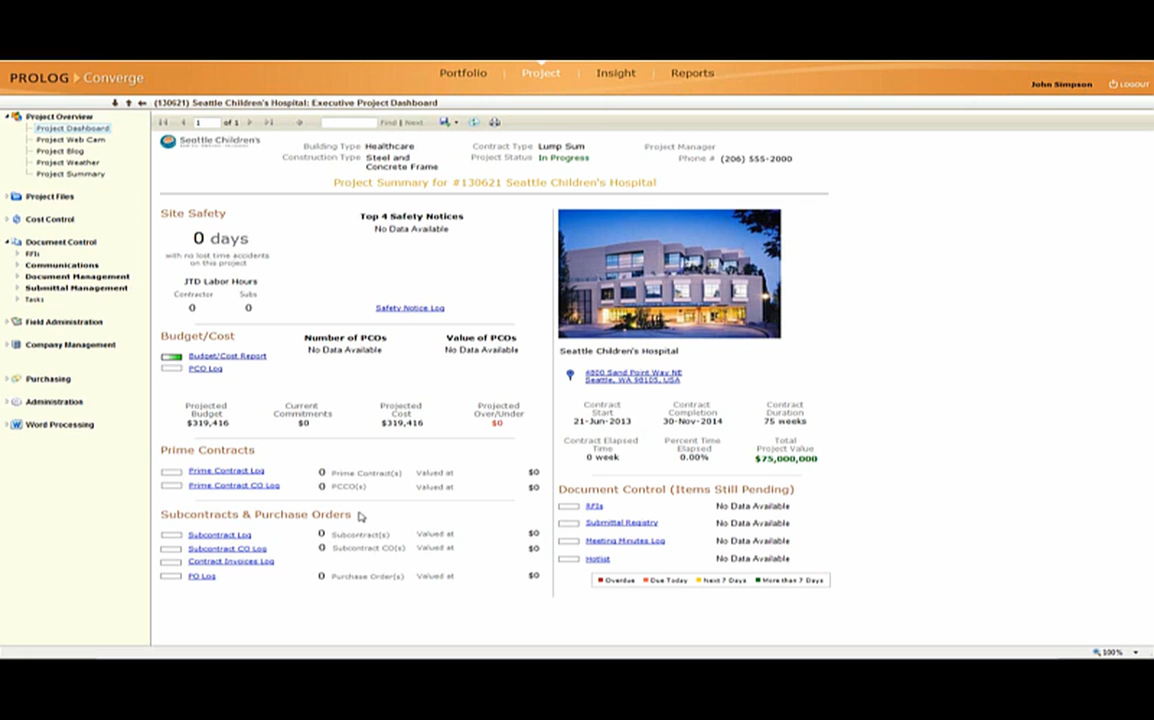 PROLOG Converge
Portfolio | Project | Insight | Reports
John Simpson LOGOUT
(130621) Seattle Children's Hospital: Executive Project Dashboard
1 of 1 Find | Next
Project Overview
Project Dashboard
Project Web Cam
Project Blog
Project Weather
Project Summary
Project Files
Cost Control
Document Control
RFIs
Communications
Document Management
Submittal Management
Tasks
Field Administration
Company Management
Purchasing
Administration
Word Processing
Seattle Children's
Building Type Healthcare
Construction Type Steel and Concrete Frame
Contract Type Lump Sum
Project Status In Progress
Project Manager
Phone # (206) 555-2000
Project Summary for #130621 Seattle Children's Hospital
Site Safety
0 days
with no lost time accidents
on this project
JTD Labor Hours
Contractor Subs
0 0
Top 4 Safety Notices
No Data Available
Safety Notice Log
Budget/Cost
Budget/Cost Report
PCO Log
Number of PCOs
No Data Available
Value of PCOs
No Data Available
Projected Budget $319,416
Current Commitments $0
Projected Cost $319,416
Projected Over/Under $0
Prime Contracts
Prime Contract Log 0 Prime Contract(s) Valued at $0
Prime Contract CO Log 0 PCCO(s) Valued at $0
Subcontracts & Purchase Orders
Subcontract Log 0 Subcontract(s) Valued at $0
Subcontract CO Log 0 Subcontract CO(s) Valued at $0
Contract Invoices Log
PO Log 0 Purchase Order(s) Valued at $0
Seattle Children's Hospital
4800 Sand Point Way NE
Seattle, WA 98105, USA
Contract Start 21-Jun-2013
Contract Completion 30-Nov-2014
Contract Duration 75 weeks
Contract Elapsed Time 0 week
Percent Time Elapsed 0.00%
Total Project Value $75,000,000
Document Control (Items Still Pending)
RFIs No Data Available
Submittal Registry No Data Available
Meeting Minutes Log No Data Available
Hotlist No Data Available
Overdue Due Today Next 7 Days More than 7 Days
100%